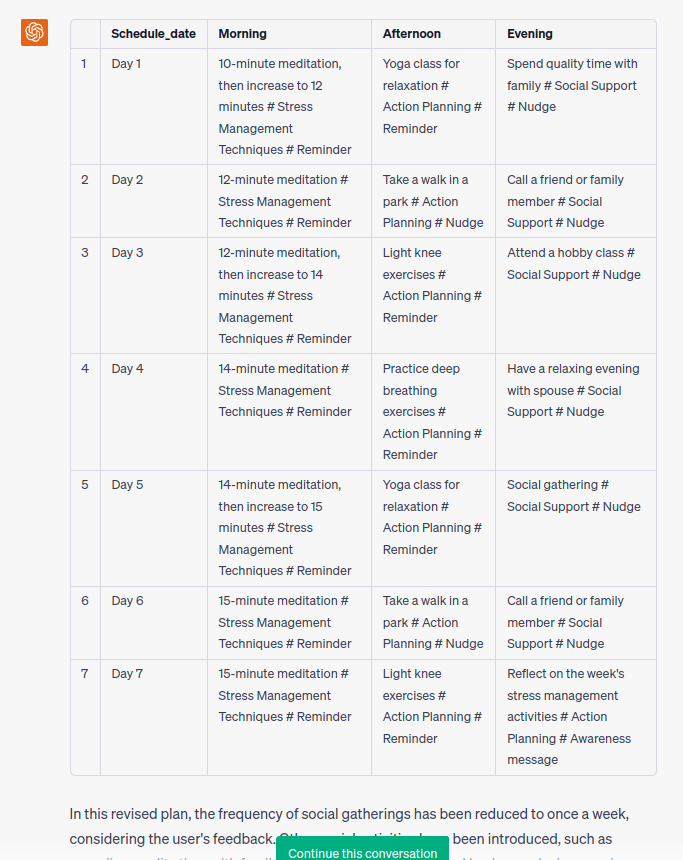 Schedule_date Morning Afternoon Evening
1 Day 1 10-minute meditation, Yoga class for Spend quality time with
then increase to 12 relaxation # family # Social Support
minutes # Stress Action Planning # # Nudge
Management Reminder
Techniques # Reminder
2 Day 2 12-minute meditation # Take a walk in a Call a friend or family
Stress Management park # Action member # Social
Techniques # Reminder Planning # Nudge Support # Nudge
3 Day 3 12-minute meditation, Light knee Attend a hobby class #
then increase to 14 exercises # Social Support # Nudge
minutes # Stress Action Planning #
Management Reminder
Techniques # Reminder
4 Day 4 14-minute meditation # Practice deep Have a relaxing evening
Stress Management breathing with spouse # Social
Techniques # Reminder exercises # Support # Nudge
Action Planning #
Reminder
5 Day 5 14-minute meditation, Yoga class for Social gathering #
then increase to 15 relaxation # Social Support # Nudge
minutes # Stress Action Planning #
Management Reminder
Techniques # Reminder
6 Day 6 15-minute meditation # Take a walk in a Call a friend or family
Stress Management park # Action member # Social
Techniques # Reminder Planning # Nudge Support # Nudge
7 Day 7 15-minute meditation # Light knee Reflect on the week's
Stress Management exercises # stress management
Techniques # Reminder Action Planning # activities # Action
Reminder Planning # Awareness
message
In this revised plan, the frequency of social gatherings has been reduced to once a week,
considering the user's feedback. been introduced, such as
Continue this conversation